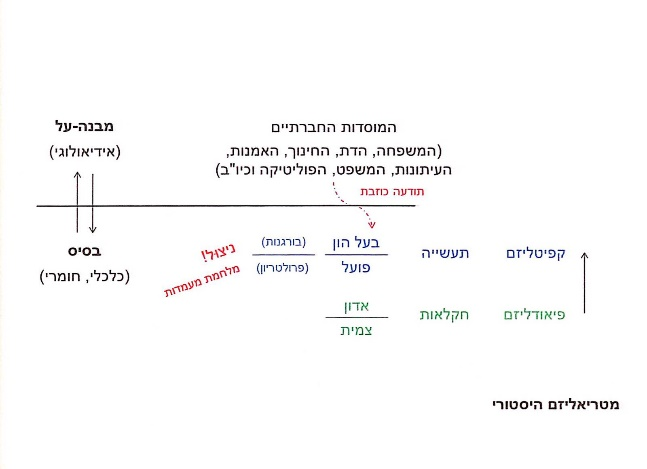 מבנה-על
(אידיאולוגי)
המוסדות החברתיים
(המשפחה, הדת, החינוך, האמנות,
העיתונות, המשפט, הפוליטיקה וכיו"ב)
תודעה כוזבת
בסיס
(כלכלי, חומרי)
קפיטליזם
תעשייה
בעל הון
פועל
(בורגנות)
(פרולטריון)
ניצול!
מלחמת מעמדות
פיאודליזם
חקלאות
אדון
צמית
מטריאליזם היסטורי